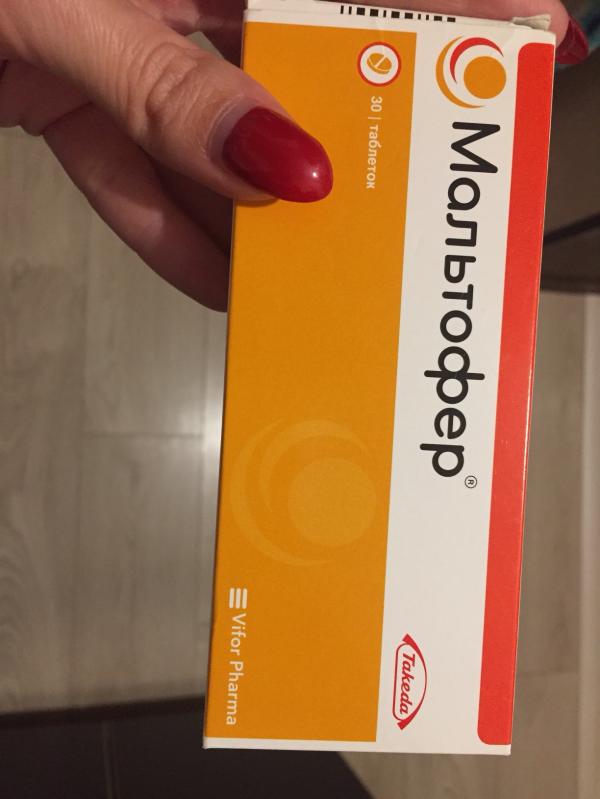 Мальтофер®
30 | таблеток
Takeda
Vifor Pharma